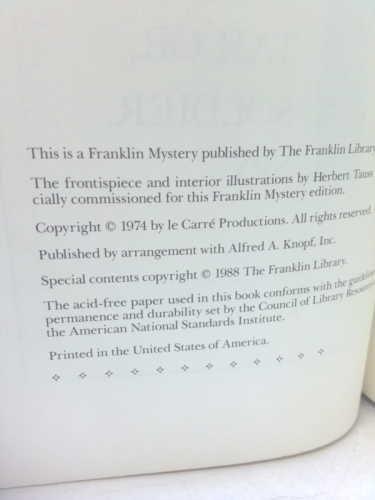 This is a Franklin Mystery published by The Franklin Library
The frontispiece and interior illustrations by Herbert Tauss
cially commissioned for this Franklin Mystery edition.
Copyright © 1974 by le Carré Productions. All rights reserved.
Published by arrangement with Alfred A. Knopf, Inc.
Special contents copyright © 1988 The Franklin Library.
The acid-free paper used in this book conforms with the guidelines
permanence and durability set by the Council of Library Resources
the American National Standards Institute.
Printed in the United States of America.